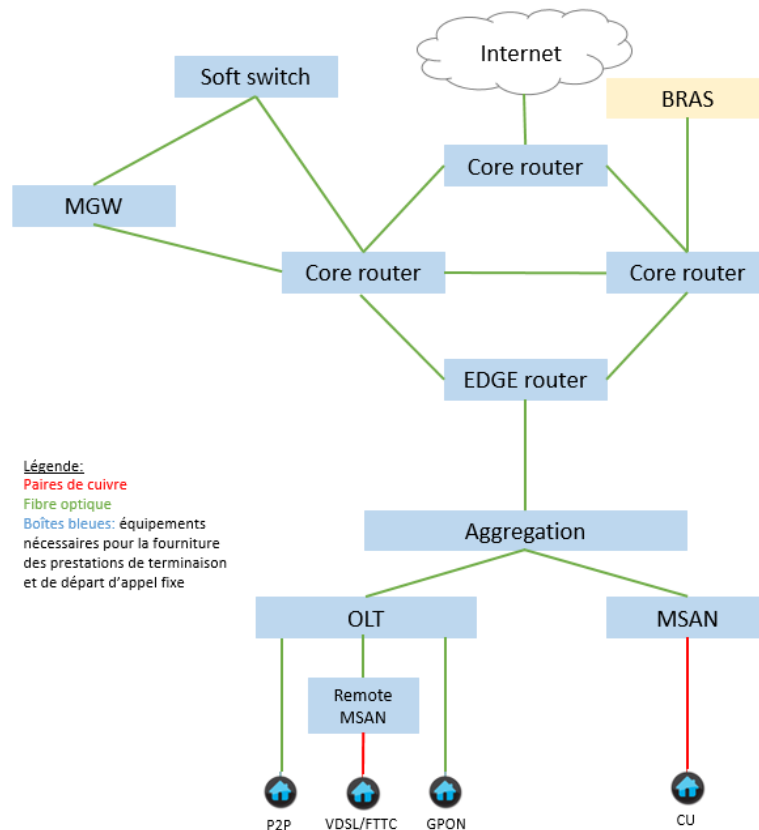 Internet
Soft switch
BRAS
Core router
MGW
Core router
Core router
EDGE router
Légende:
Paires de cuivre
Fibre optique
Boîtes bleues: équipements
nécessaires pour la fourniture
des prestations de terminaison
et de départ d'appel fixe
Aggregation
OLT
MSAN
Remote
MSAN
P2P
VDSL/FTTC
GPON
CU